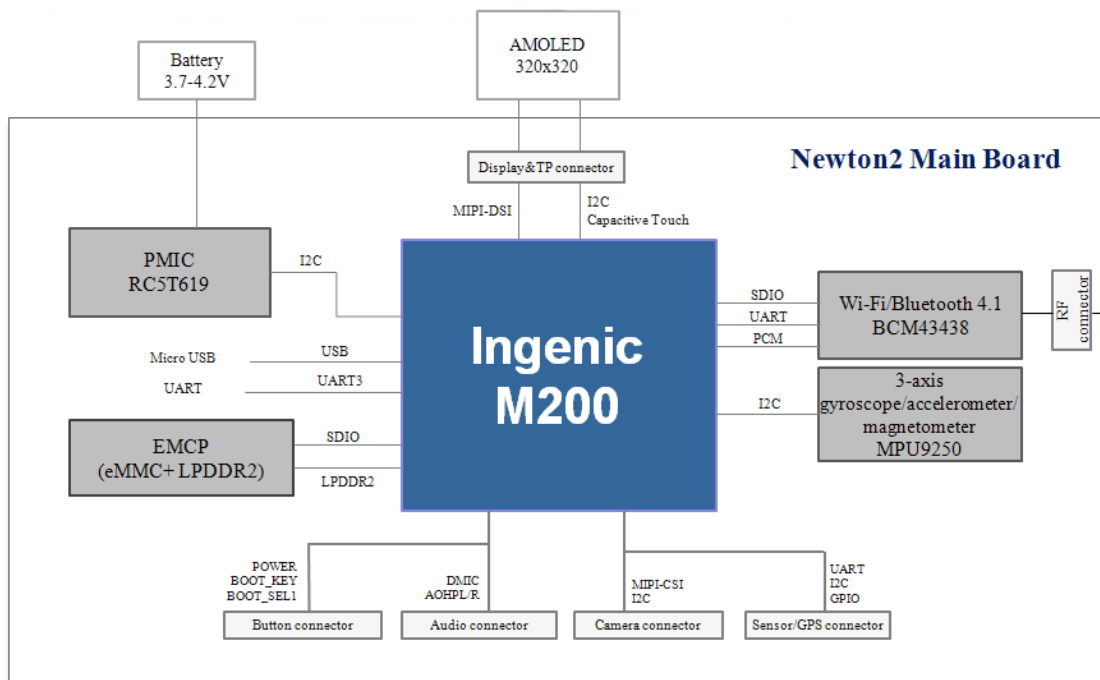 AMOLED
320x320
Battery
3.7-4.2V
Newton2 Main Board
Display&TP connector
MIPI-DSI
I2C
Capacitive Touch
PMIC
RC5T619
I2C
Ingenic
M200
SDIO
UART
PCM
Wi-Fi/Bluetooth 4.1
BCM43438
RF
connector
Micro USB
USB
UART
UART3
I2C
3-axis
gyroscope/accelerometer/
magnetometer
MPU9250
EMCP
(eMMC+ LPDDR2)
SDIO
LPDDR2
POWER
BOOT_KEY
BOOT_SEL1
DMIC
AOHPL/R
MIPI-CSI
I2C
UART
I2C
GPIO
Button connector
Audio connector
Camera connector
Sensor/GPS connector